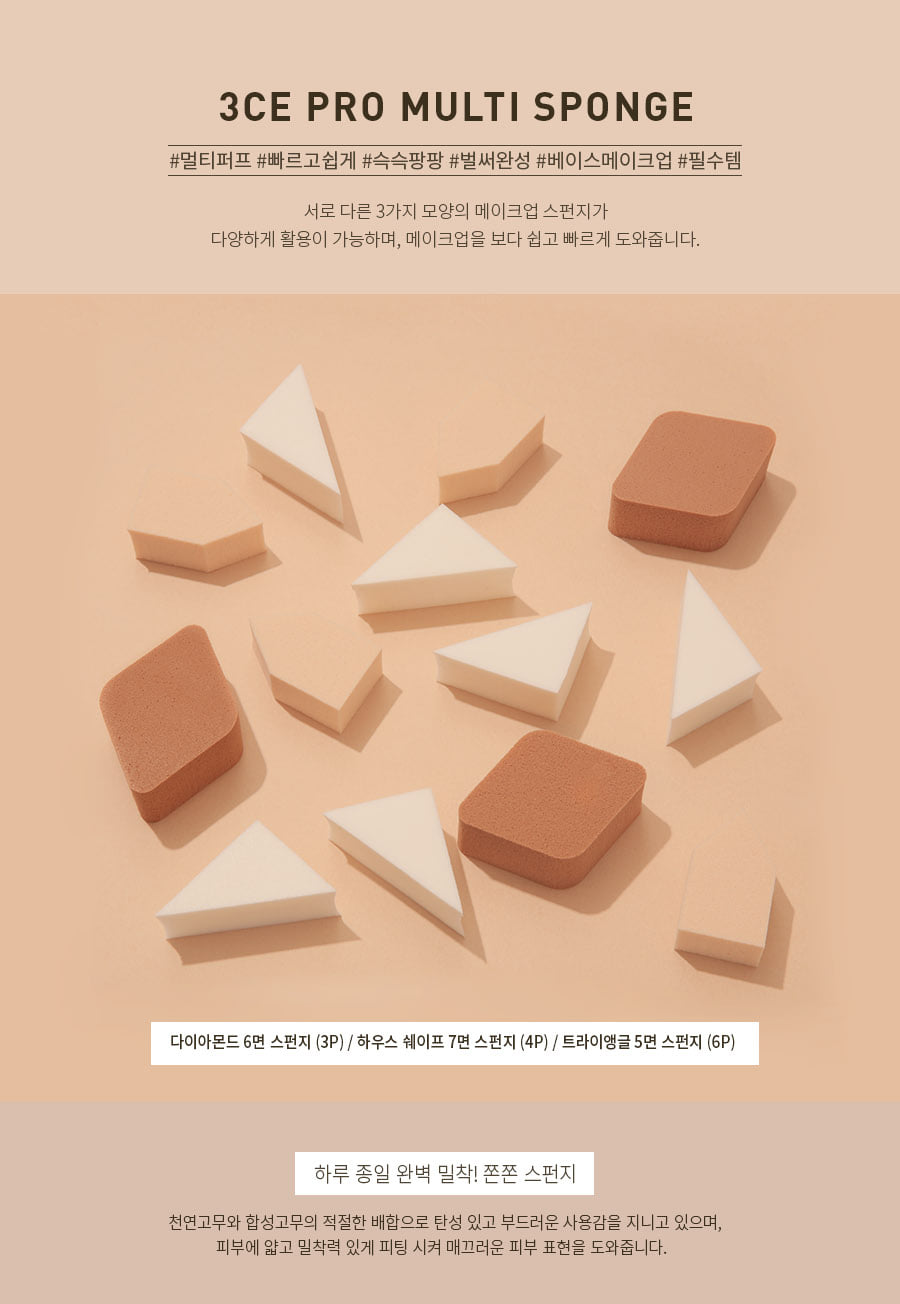 3CE PRO MULTI SPONGE
#멀티퍼프 #빠르고쉽게 #슥슥팡팡 #벌써완성 #베이스메이크업 #필수템
서로 다른 3가지 모양의 메이크업 스펀지가
다양하게 활용이 가능하며, 메이크업을 보다 쉽고 빠르게 도와줍니다.
다이아몬드 6면 스펀지 (3P) / 하우스 쉐이프 7면 스펀지 (4P) / 트라이앵글 5면 스펀지 (6P)
하루 종일 완벽 밀착! 쫀쫀 스펀지
천연고무와 합성고무의 적절한 배합으로 탄성 있고 부드러운 사용감을 지니고 있으며,
피부에 얇고 밀착력 있게 피팅 시켜 매끄러운 피부 표현을 도와줍니다.